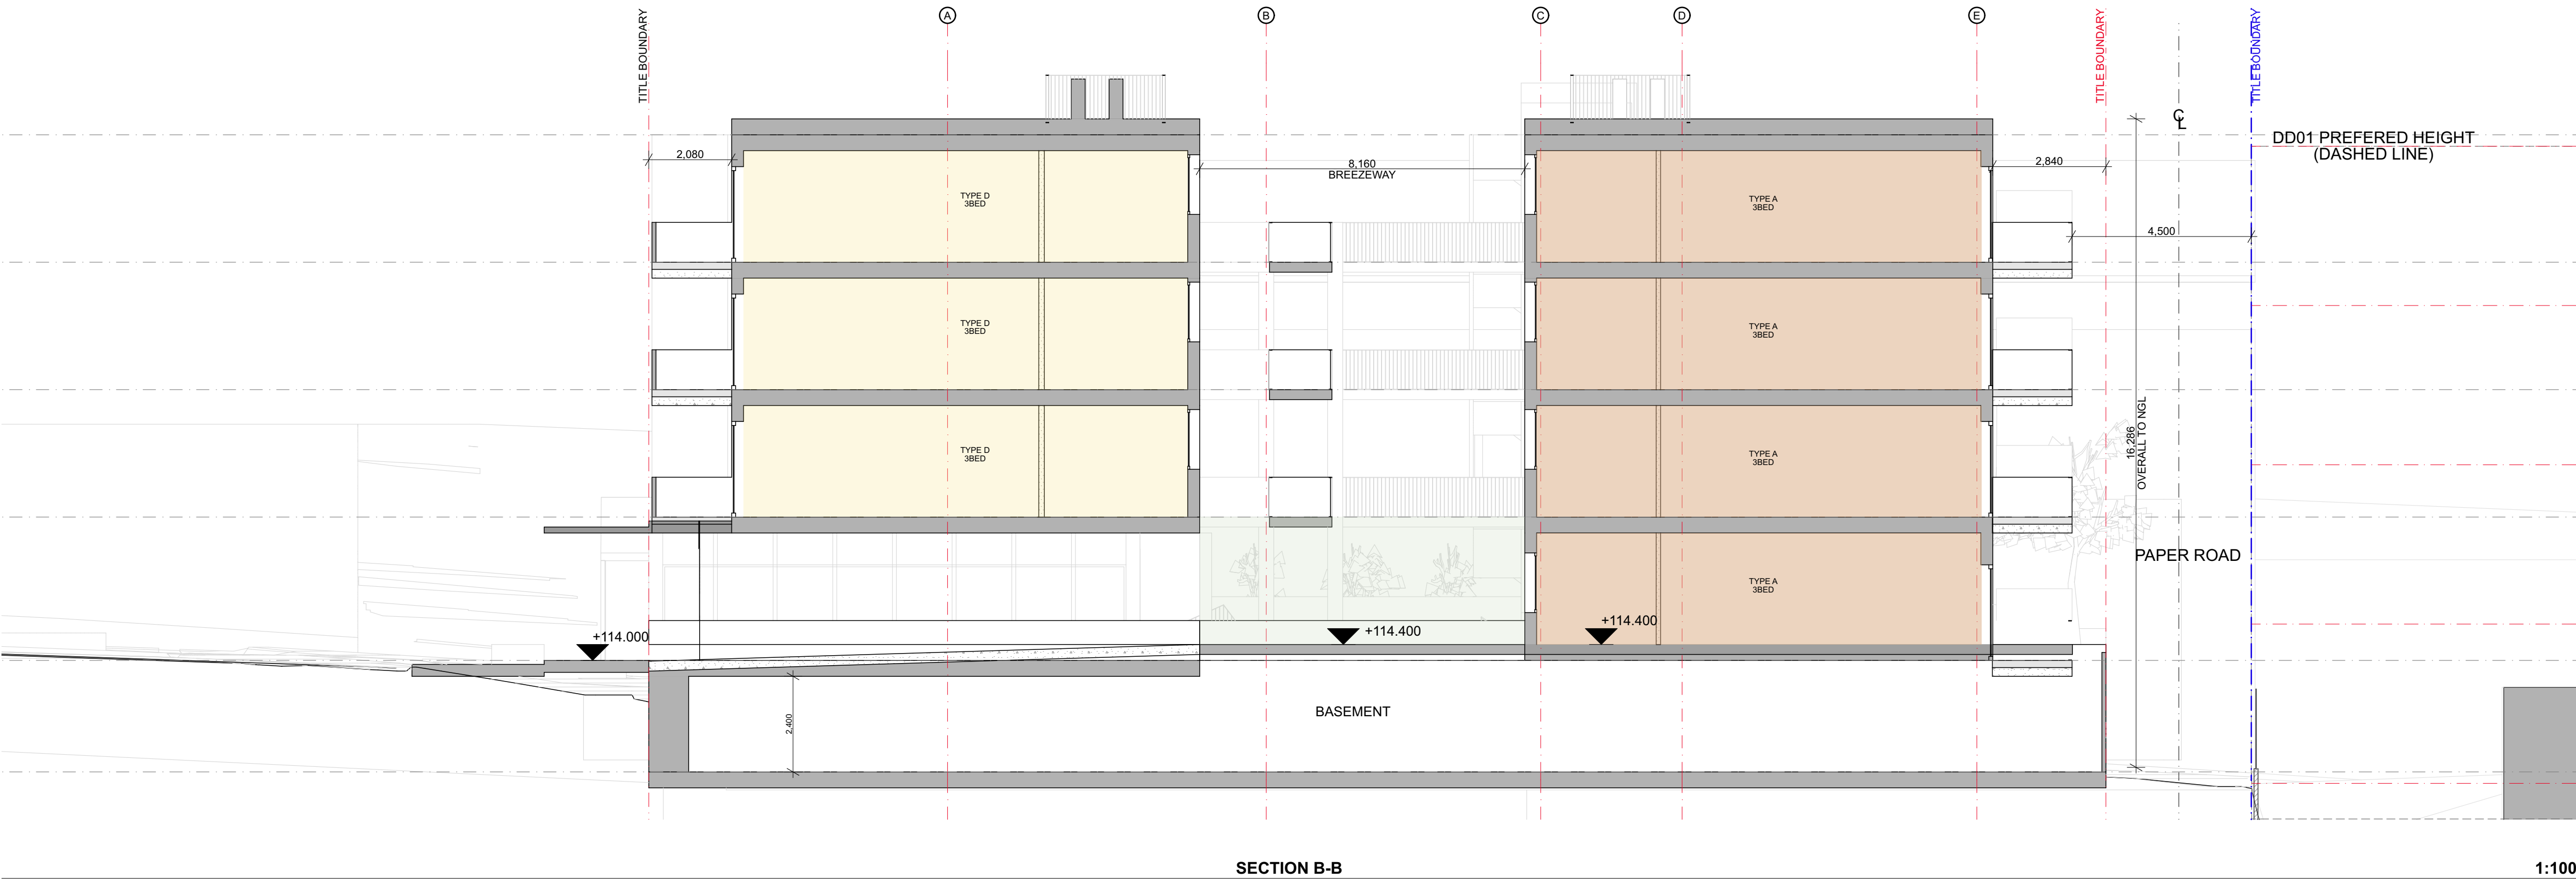 TITLE BOUNDARY
A
B
C
D
E
TITLE BOUNDARY
TITLE BOUNDARY
CL
DD01 PREFERED HEIGHT
(DASHED LINE)
2,080
8,160
BREEZEWAY
2,840
TYPE D
3BED
TYPE A
3BED
4,500
TYPE D
3BED
TYPE A
3BED
TYPE D
3BED
TYPE A
3BED
16,286
OVERALL TO NGL
PAPER ROAD
TYPE A
3BED
+114.000
+114.400
+114.400
2,400
BASEMENT
SECTION B-B
1:100